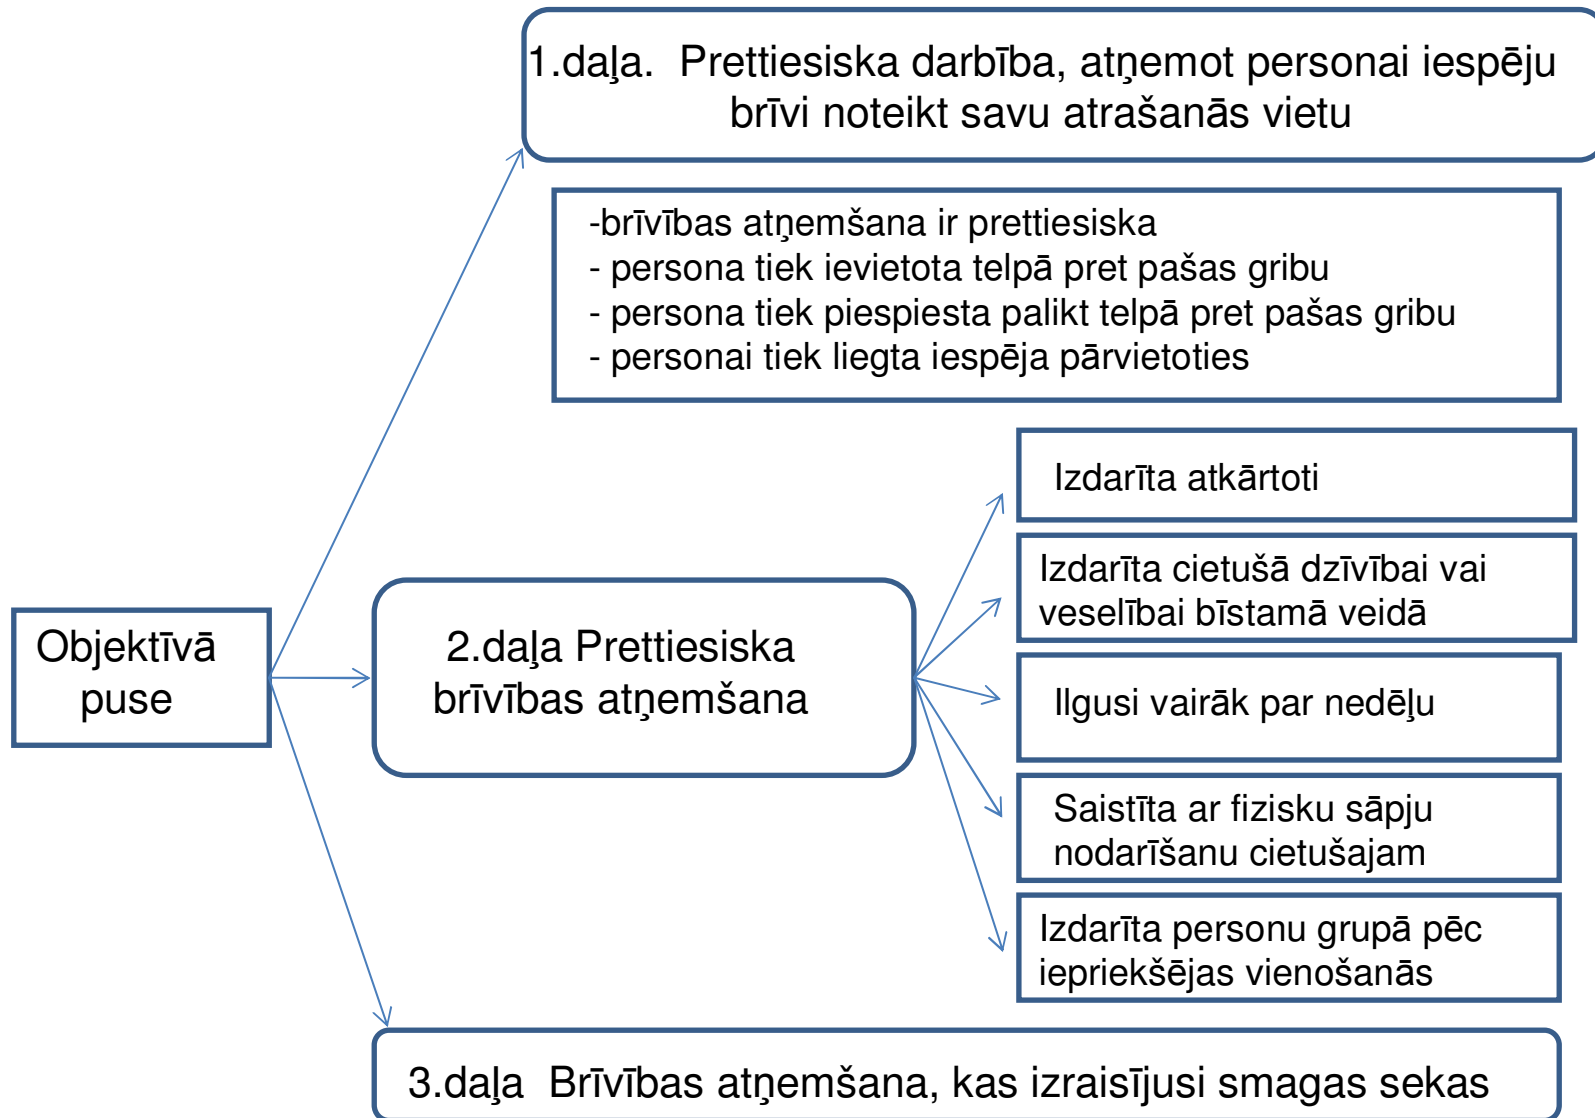 1.daļa. Prettiesiska darbība, atņemot personai iespēju
brīvi noteikt savu atrašanās vietu
-brīvības atņemšana ir prettiesiska
- persona tiek ievietota telpā pret pašas gribu
- persona tiek piespiesta palikt telpā pret pašas gribu
- personai tiek liegta iespēja pārvietoties
Objektīvā
puse
2.daļa Prettiesiska
brīvības atņemšana
Izdarīta atkārtoti
Izdarīta cietušā dzīvībai vai
veselībai bīstamā veidā
Ilgusi vairāk par nedēļu
Saistīta ar fizisku sāpju
nodarīšanu cietušajam
Izdarīta personu grupā pēc
iepriekšējas vienošanās
3.daļa Brīvības atņemšana, kas izraisījusi smagas sekas